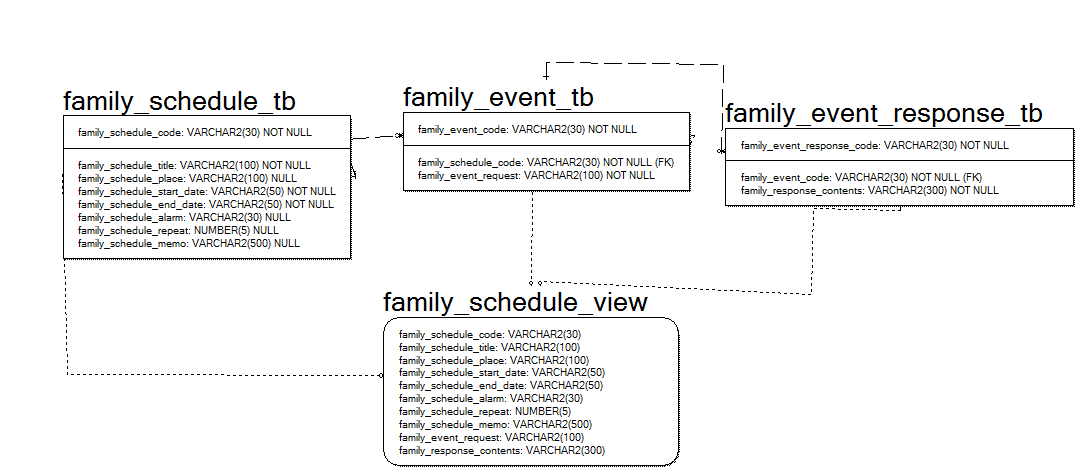 family_schedule_tb
family_schedule_code: VARCHAR2(30) NOT NULL
family_schedule_title: VARCHAR2(100) NOT NULL
family_schedule_place: VARCHAR2(100) NULL
family_schedule_start_date: VARCHAR2(50) NOT NULL
family_schedule_end_date: VARCHAR2(50) NOT NULL
family_schedule_alarm: VARCHAR2(30) NULL
family_schedule_repeat: NUMBER(5) NULL
family_schedule_memo: VARCHAR2(500) NULL
family_event_tb
family_event_code: VARCHAR2(30) NOT NULL
family_schedule_code: VARCHAR2(30) NOT NULL (FK)
family_event_request: VARCHAR2(100) NOT NULL
family_event_response_tb
family_event_response_code: VARCHAR2(30) NOT NULL
family_event_code: VARCHAR2(30) NOT NULL (FK)
family_response_contents: VARCHAR2(300) NOT NULL
family_schedule_view
family_schedule_code: VARCHAR2(30)
family_schedule_title: VARCHAR2(100)
family_schedule_place: VARCHAR2(100)
family_schedule_start_date: VARCHAR2(50)
family_schedule_end_date: VARCHAR2(50)
family_schedule_alarm: VARCHAR2(30)
family_schedule_repeat: NUMBER(5)
family_schedule_memo: VARCHAR2(500)
family_event_request: VARCHAR2(100)
family_response_contents: VARCHAR2(300)